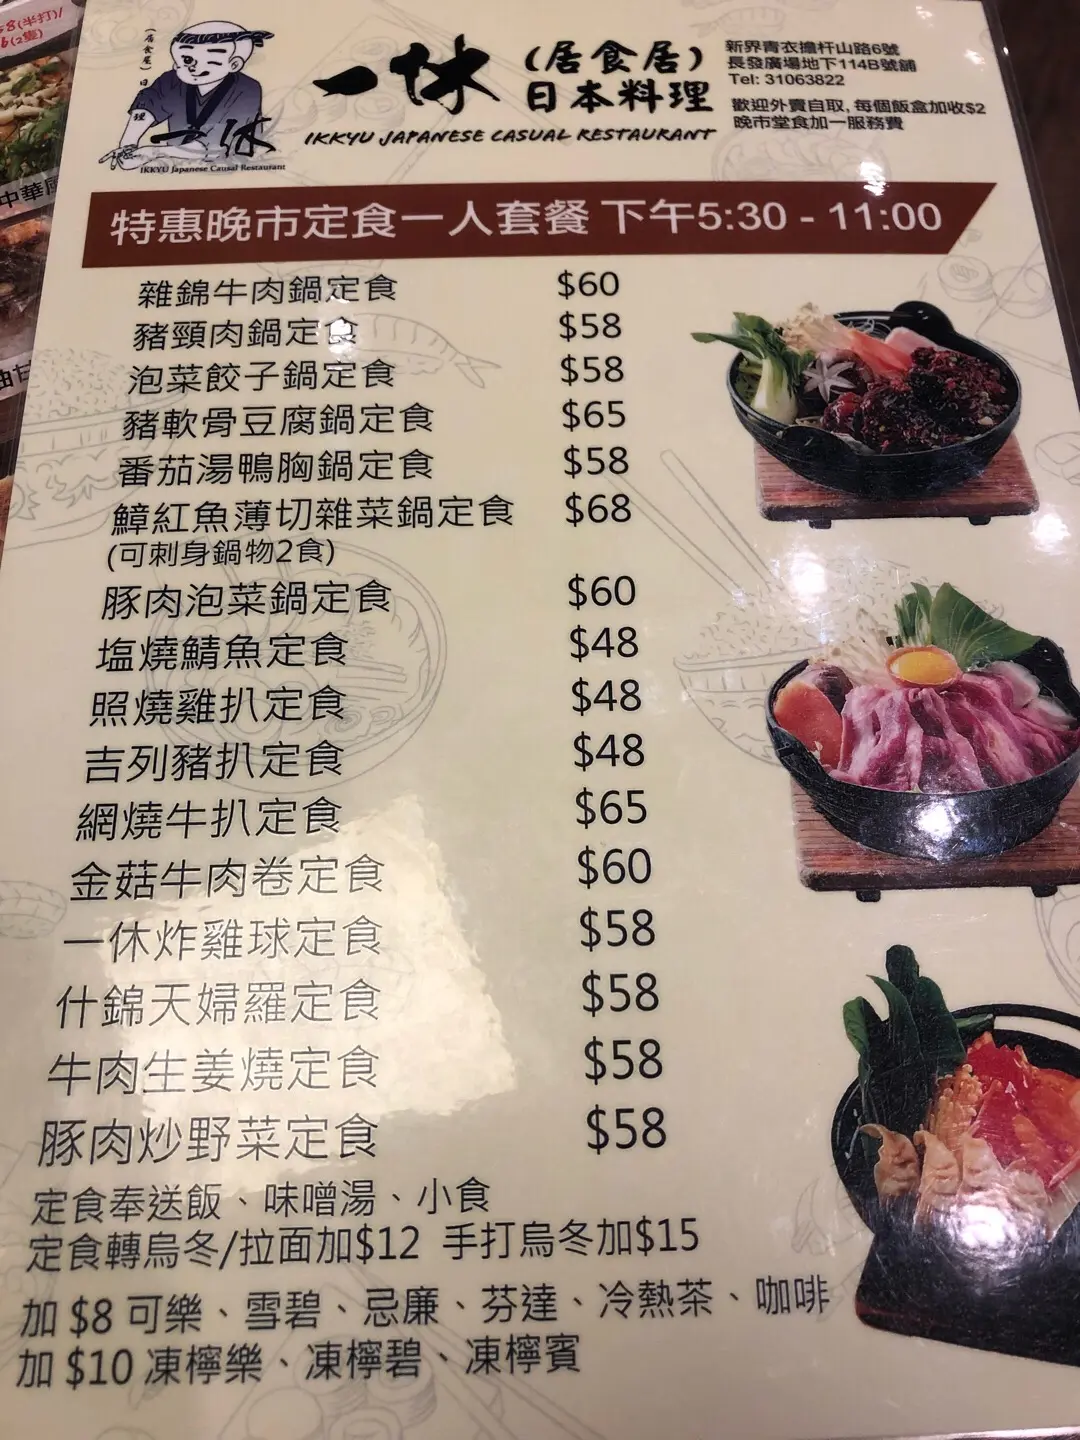 58(半打)/
6(2隻)
中華
(居食屋)日
理
一休
IKKYU Japanese Causal Restaurant
一休(居食居)
日本料理
IKKYU JAPANESE CASUAL RESTAURANT
新界青衣擔杆山路6號
長發廣場地下114B號舖
Tel: 31063822
歡迎外賣自取, 每個飯盒加收$2
晚市堂食加一服務費
特惠晚市定食一人套餐 下午5:30 - 11:00
雜錦牛肉鍋定食 $60
豬頸肉鍋定食 $58
泡菜餃子鍋定食 $58
豬軟骨豆腐鍋定食 $65
番茄湯鴨胸鍋定食 $58
鱆紅魚薄切雜菜鍋定食 $68
(可刺身鍋物2食)
豚肉泡菜鍋定食 $60
塩燒鯖魚定食 $48
照燒雞扒定食 $48
吉列豬扒定食 $48
網燒牛扒定食 $65
金菇牛肉卷定食 $60
一休炸雞球定食 $58
什錦天婦羅定食 $58
牛肉生姜燒定食 $58
豚肉炒野菜定食 $58
定食奉送飯、味噌湯、小食
定食轉烏冬/拉面加$12 手打烏冬加$15
加 $8 可樂、雪碧、忌廉、芬達、冷熱茶、咖啡
加 $10 凍檸樂、凍檸碧、凍檸賓